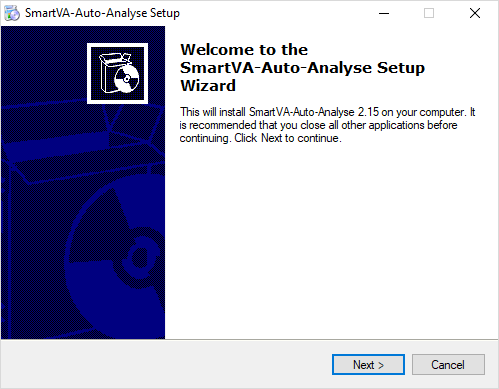 SmartVA-Auto-Analyse Setup
Welcome to the
SmartVA-Auto-Analyse Setup
Wizard
This will install SmartVA-Auto-Analyse 2.15 on your computer. It
is recommended that you close all other applications before
continuing. Click Next to continue.
Next >
Cancel